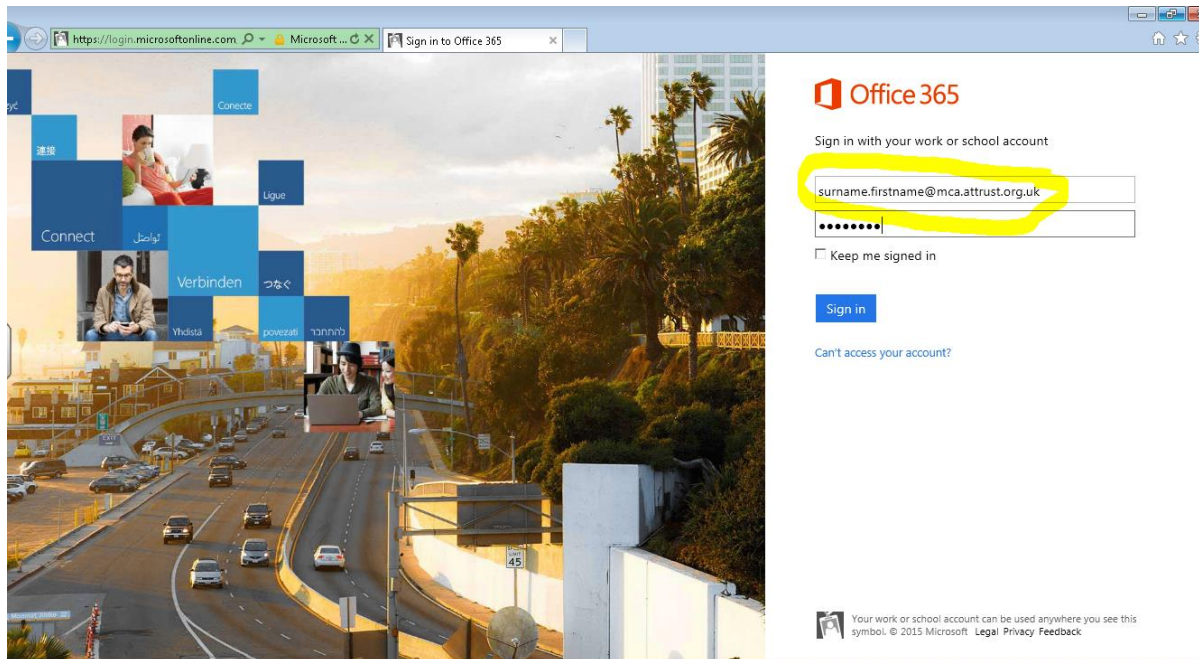 https://login.microsoftonline.com
Microsoft ...
Sign in to Office 365
Conecte
連接
Ligue
Connect
تواصل
Verbinden
つなぐ
Yhdistä
povezati
להתחבר
EXIT
LIMIT
45
Office 365
Sign in with your work or school account
surname.firstname@mca.attrust.org.uk
Keep me signed in
Sign in
Can't access your account?
Your work or school account can be used anywhere you see this
symbol. © 2015 Microsoft Legal Privacy Feedback